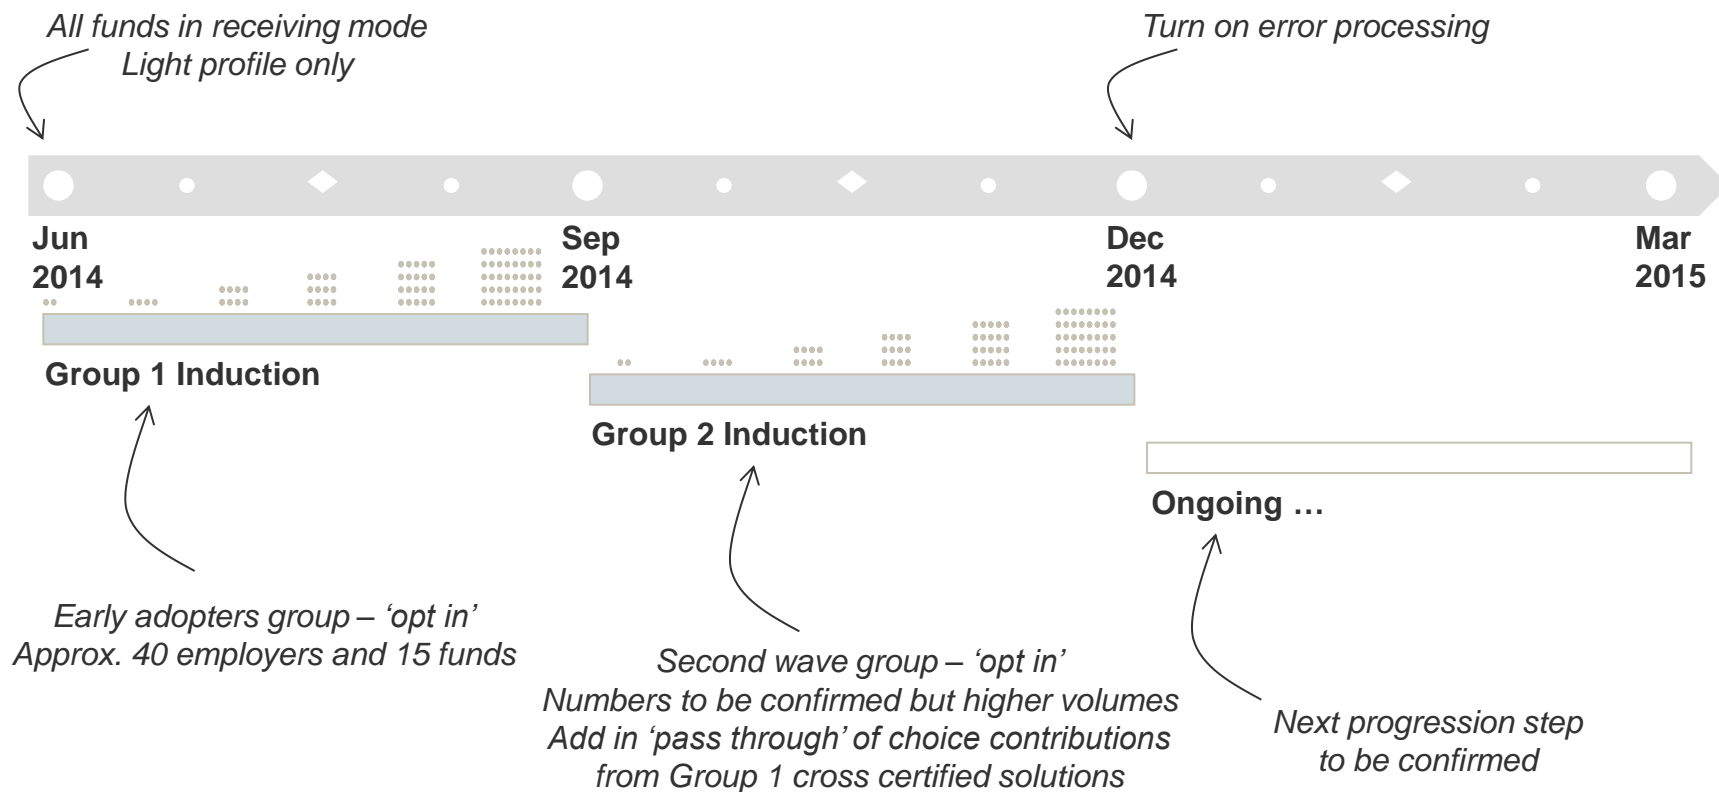 All funds in receiving mode
Light profile only
Turn on error processing
Jun
2014
Sep
2014
Dec
2014
Mar
2015
Group 1 Induction
Group 2 Induction
Ongoing …
Early adopters group – ‘opt in’
Approx. 40 employers and 15 funds
Second wave group – ‘opt in’
Numbers to be confirmed but higher volumes
Add in ‘pass through’ of choice contributions
from Group 1 cross certified solutions
Next progression step
to be confirmed